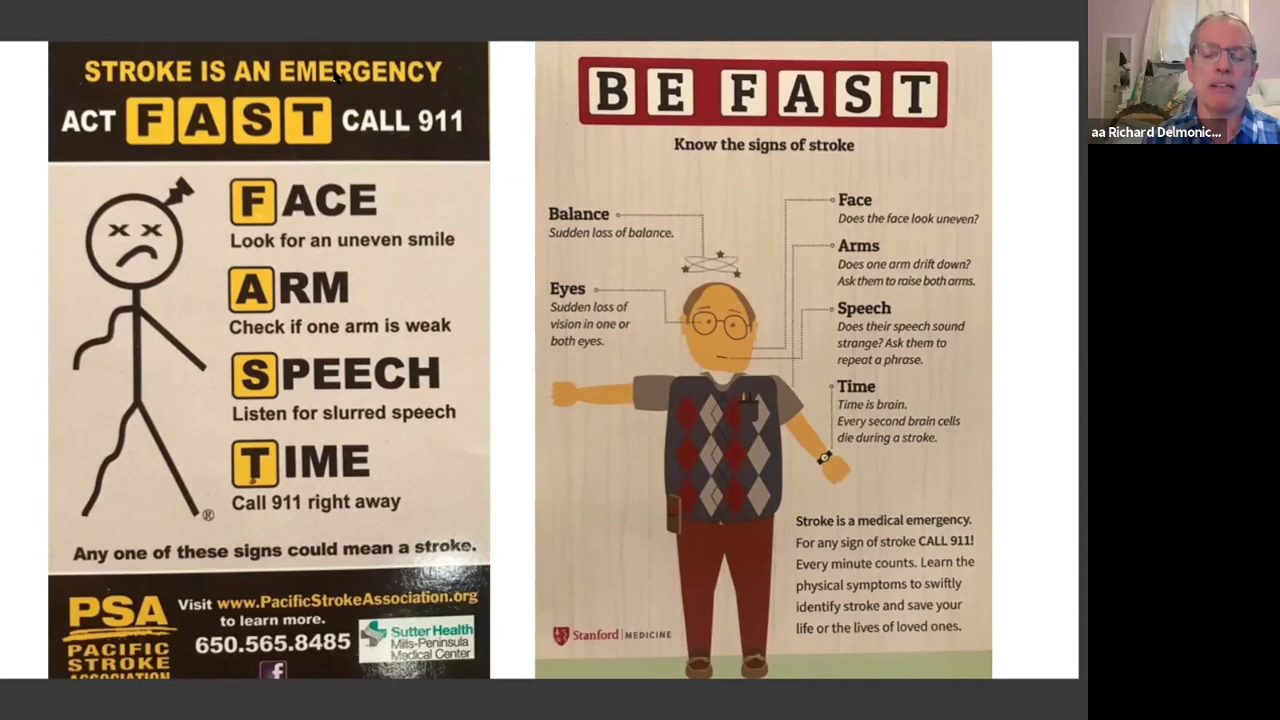 STROKE IS AN EMERGENCY
ACT FAST CALL 911
FACE
Look for an uneven smile
ARM
Check if one arm is weak
SPEECH
Listen for slurred speech
TIME
Call 911 right away
®
Any one of these signs could mean a stroke.
PSA
PACIFIC
STROKE
ASSOCIATION
Visit www.PacificStrokeAssociation.org
to learn more.
650.565.8485
f
Sutter Health
Mills-Peninsula
Medical Center
BE FAST
Know the signs of stroke
Balance
Sudden loss of balance.
Eyes
Sudden loss of
vision in one or
both eyes.
Face
Does the face look uneven?
Arms
Does one arm drift down?
Ask them to raise both arms.
Speech
Does their speech sound
strange? Ask them to
repeat a phrase.
Time
Time is brain.
Every second brain cells
die during a stroke.
Stroke is a medical emergency.
For any sign of stroke CALL 911!
Every minute counts. Learn the
physical symptoms to swiftly
identify stroke and save your
life or the lives of loved ones.
Stanford MEDICINE
aa Richard Delmonic...